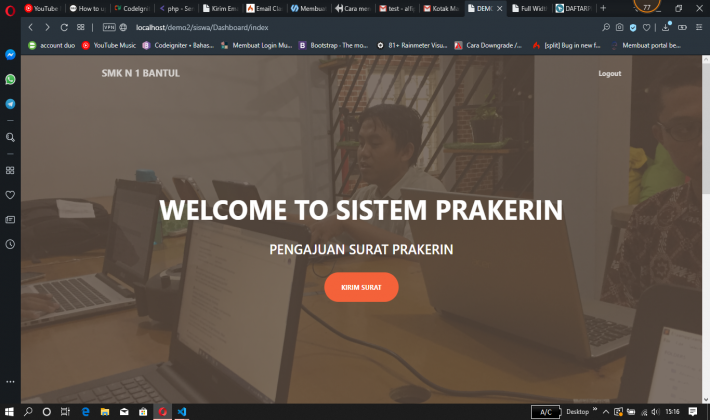 YouTube
How to u
Codeigni
php - Se
Kirim Em
Email Cla
Membuat
Cara me
test - alfi
Kotak M
DEMO
Full Widt
DAFTAR
77
VPN
localhost/demo2/siswa/Dashboard/index
account duo
YouTube Music
Codeigniter • Bahas...
Membuat Login Mu...
Bootstrap · The mo...
81+ Rainmeter Visu...
Cara Downgrade /...
[split] Bug in new f...
Membuat portal be...
SMK N 1 BANTUL
Logout
WELCOME TO SISTEM PRAKERIN
PENGAJUAN SURAT PRAKERIN
KIRIM SURAT
A/C
Desktop
15:16